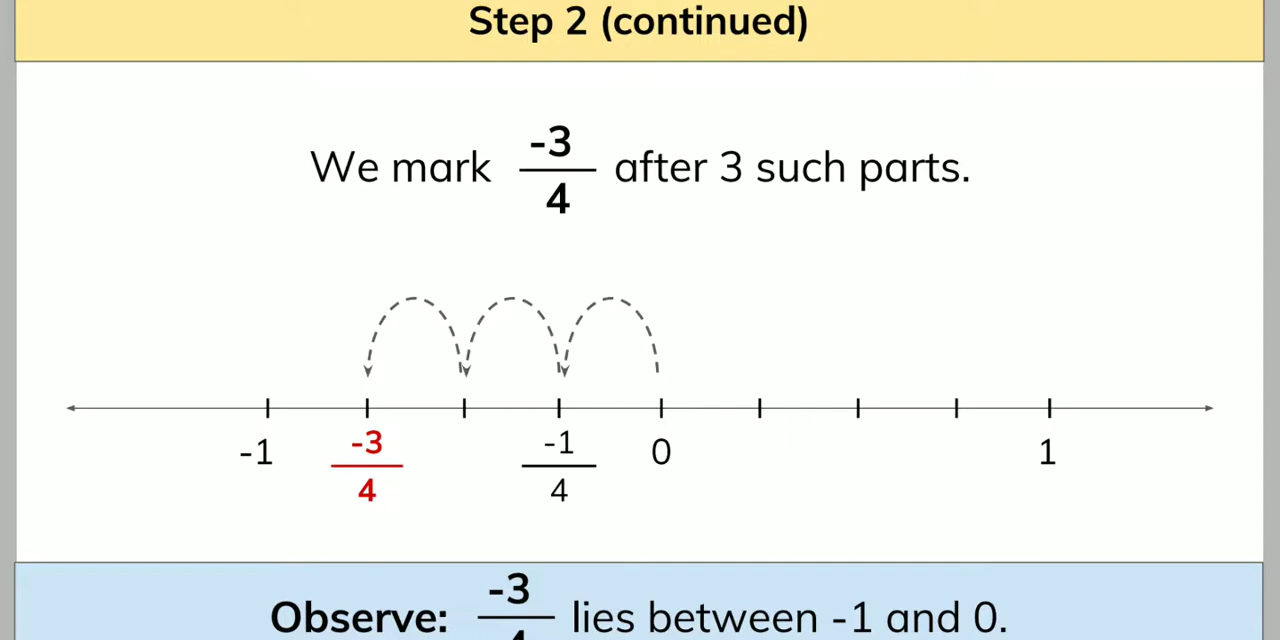 Step 2 (continued)
We mark -3/4 after 3 such parts.
-1 -3/4 -1/4 0 1
Observe: -3/4 lies between -1 and 0.